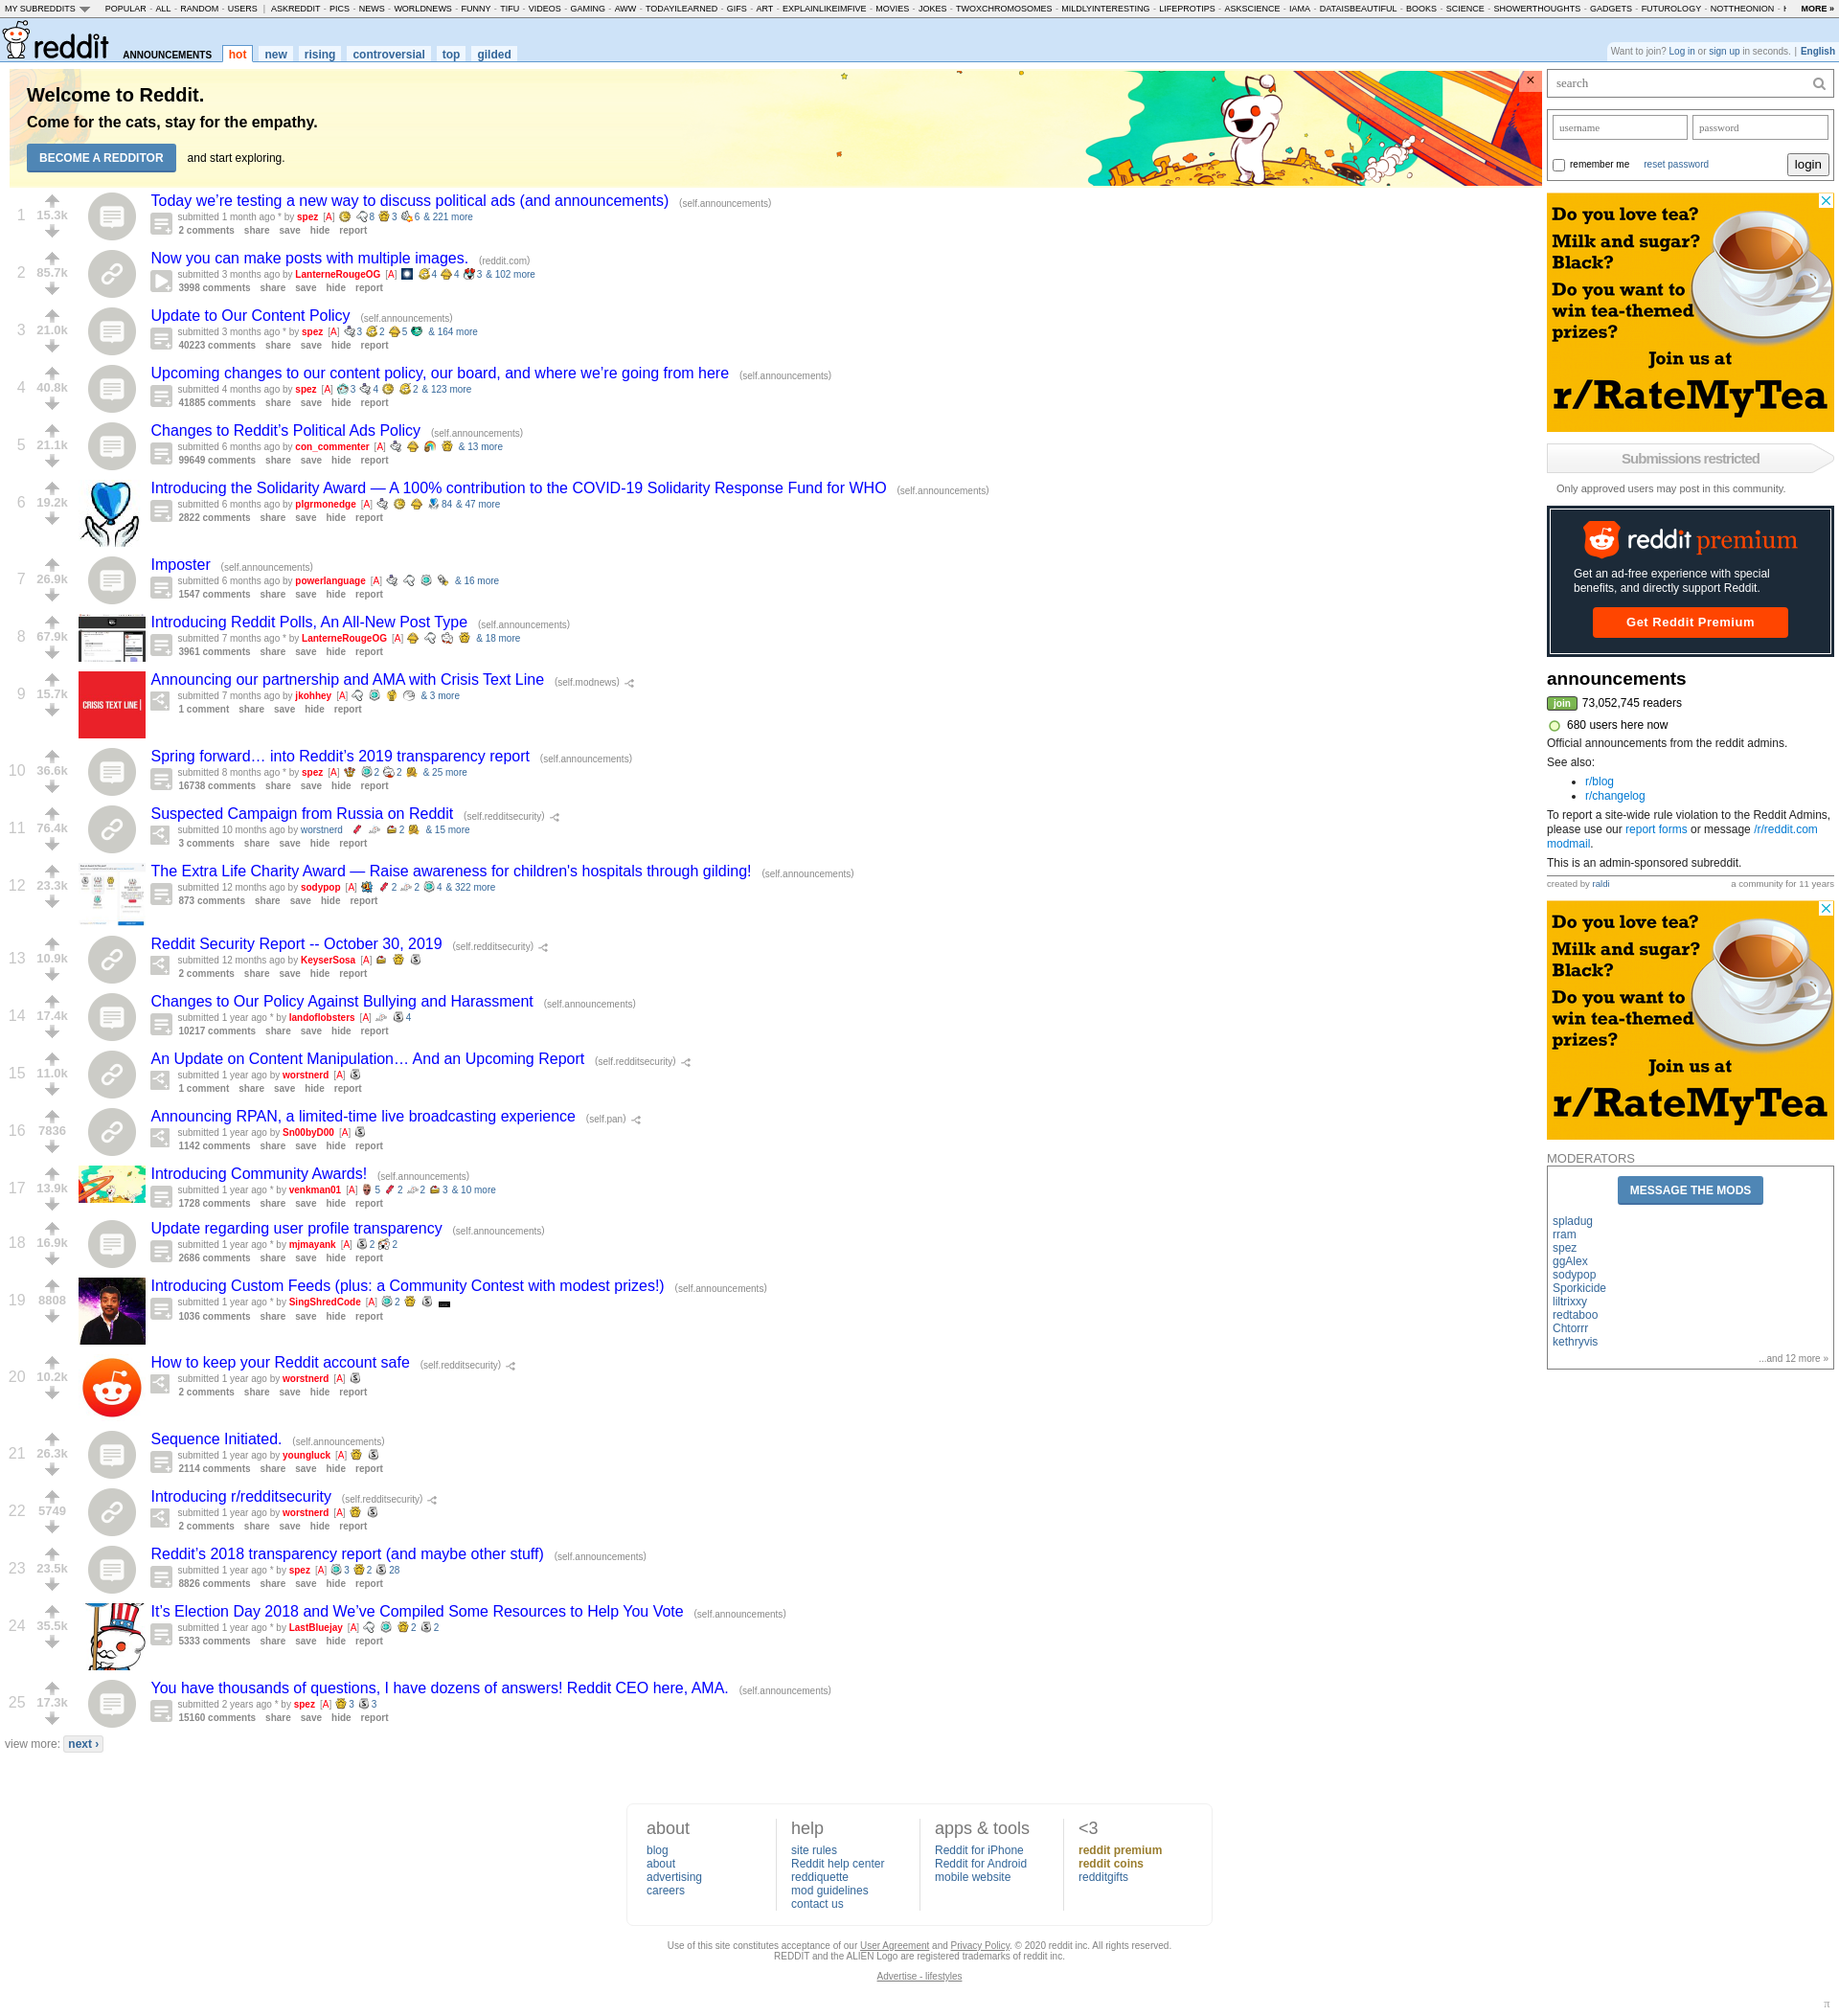 MY SUBREDDITS POPULAR - ALL - RANDOM - USERS | ASKREDDIT - PICS - NEWS - WORLDNEWS - FUNNY - TIFU - VIDEOS - GAMING - AWW - TODAYILEARNED - GIFS - ART - EXPLAINLIKEIMFIVE - MOVIES - JOKES - TWOXCHROMOSOMES - MILDLYINTERESTING - LIFEPROTIPS - ASKSCIENCE - IAMA - DATAISBEAUTIFUL - BOOKS - SCIENCE - SHOWERTHOUGHTS - GADGETS - FUTUROLOGY - NOTTHEONION - MORE »
reddit ANNOUNCEMENTS hot new rising controversial top gilded
Want to join? Log in or sign up in seconds. | English
Welcome to Reddit.
Come for the cats, stay for the empathy.
BECOME A REDDITOR and start exploring.
×
1 15.3k
Today we’re testing a new way to discuss political ads (and announcements) (self.announcements)
submitted 1 month ago * by spez [A] 8 3 6 & 221 more
2 comments share save hide report
2 85.7k
Now you can make posts with multiple images. (reddit.com)
submitted 3 months ago by LanterneRougeOG [A] 4 4 3 & 102 more
3998 comments share save hide report
3 21.0k
Update to Our Content Policy (self.announcements)
submitted 3 months ago * by spez [A] 3 2 5 & 164 more
40223 comments share save hide report
4 40.8k
Upcoming changes to our content policy, our board, and where we’re going from here (self.announcements)
submitted 4 months ago by spez [A] 3 4 2 & 123 more
41885 comments share save hide report
5 21.1k
Changes to Reddit’s Political Ads Policy (self.announcements)
submitted 6 months ago by con_commenter [A] & 13 more
99649 comments share save hide report
6 19.2k
Introducing the Solidarity Award — A 100% contribution to the COVID-19 Solidarity Response Fund for WHO (self.announcements)
submitted 6 months ago by plgrmonedge [A] 84 & 47 more
2822 comments share save hide report
7 26.9k
Imposter (self.announcements)
submitted 6 months ago by powerlanguage [A] & 16 more
1547 comments share save hide report
8 67.9k
Introducing Reddit Polls, An All-New Post Type (self.announcements)
submitted 7 months ago * by LanterneRougeOG [A] & 18 more
3961 comments share save hide report
9 15.7k
CRISIS TEXT LINE|
Announcing our partnership and AMA with Crisis Text Line (self.modnews)
submitted 7 months ago by jkohhey [A] & 3 more
1 comment share save hide report
10 36.6k
Spring forward… into Reddit’s 2019 transparency report (self.announcements)
submitted 8 months ago * by spez [A] 2 2 & 25 more
16738 comments share save hide report
11 76.4k
Suspected Campaign from Russia on Reddit (self.redditsecurity)
submitted 10 months ago by worstnerd 2 & 15 more
3 comments share save hide report
12 23.3k
The Extra Life Charity Award — Raise awareness for children's hospitals through gilding! (self.announcements)
submitted 12 months ago by sodypop [A] 2 2 4 & 322 more
873 comments share save hide report
13 10.9k
Reddit Security Report -- October 30, 2019 (self.redditsecurity)
submitted 12 months ago by KeyserSosa [A]
2 comments share save hide report
14 17.4k
Changes to Our Policy Against Bullying and Harassment (self.announcements)
submitted 1 year ago * by landoflobsters [A] 4
10217 comments share save hide report
15 11.0k
An Update on Content Manipulation… And an Upcoming Report (self.redditsecurity)
submitted 1 year ago by worstnerd [A]
1 comment share save hide report
16 7836
Announcing RPAN, a limited-time live broadcasting experience (self.pan)
submitted 1 year ago by Sn00byD00 [A]
1142 comments share save hide report
17 13.9k
Introducing Community Awards! (self.announcements)
submitted 1 year ago * by venkman01 [A] 5 2 2 3 & 10 more
1728 comments share save hide report
18 16.9k
Update regarding user profile transparency (self.announcements)
submitted 1 year ago * by mjmayank [A] 2 2
2686 comments share save hide report
19 8808
Introducing Custom Feeds (plus: a Community Contest with modest prizes!) (self.announcements)
submitted 1 year ago * by SingShredCode [A] 2
1036 comments share save hide report
20 10.2k
How to keep your Reddit account safe (self.redditsecurity)
submitted 1 year ago by worstnerd [A]
2 comments share save hide report
21 26.3k
Sequence Initiated. (self.announcements)
submitted 1 year ago by youngluck [A]
2114 comments share save hide report
22 5749
Introducing r/redditsecurity (self.redditsecurity)
submitted 1 year ago by worstnerd [A]
2 comments share save hide report
23 23.5k
Reddit’s 2018 transparency report (and maybe other stuff) (self.announcements)
submitted 1 year ago * by spez [A] 3 2 28
8826 comments share save hide report
24 35.5k
It’s Election Day 2018 and We’ve Compiled Some Resources to Help You Vote (self.announcements)
submitted 1 year ago * by LastBluejay [A] 2 2
5333 comments share save hide report
25 17.3k
You have thousands of questions, I have dozens of answers! Reddit CEO here, AMA. (self.announcements)
submitted 2 years ago * by spez [A] 3 3
15160 comments share save hide report
view more: next ›
search
username password
remember me reset password login
Do you love tea?
Milk and sugar?
Black?
Do you want to
win tea-themed
prizes?
Join us at
r/RateMyTea
Submissions restricted
Only approved users may post in this community.
reddit premium
Get an ad-free experience with special
benefits, and directly support Reddit.
Get Reddit Premium
announcements
join 73,052,745 readers
680 users here now
Official announcements from the reddit admins.
See also:
• r/blog
• r/changelog
To report a site-wide rule violation to the Reddit Admins,
please use our report forms or message /r/reddit.com
modmail.
This is an admin-sponsored subreddit.
created by raldi a community for 11 years
Do you love tea?
Milk and sugar?
Black?
Do you want to
win tea-themed
prizes?
Join us at
r/RateMyTea
MODERATORS
MESSAGE THE MODS
spladug
rram
spez
ggAlex
sodypop
Sporkicide
liltrixxy
redtaboo
Chtorrr
kethryvis
...and 12 more »
about
blog
about
advertising
careers
help
site rules
Reddit help center
reddiquette
mod guidelines
contact us
apps & tools
Reddit for iPhone
Reddit for Android
mobile website
<3
reddit premium
reddit coins
redditgifts
Use of this site constitutes acceptance of our User Agreement and Privacy Policy. © 2020 reddit inc. All rights reserved.
REDDIT and the ALIEN Logo are registered trademarks of reddit inc.
Advertise - lifestyles
π